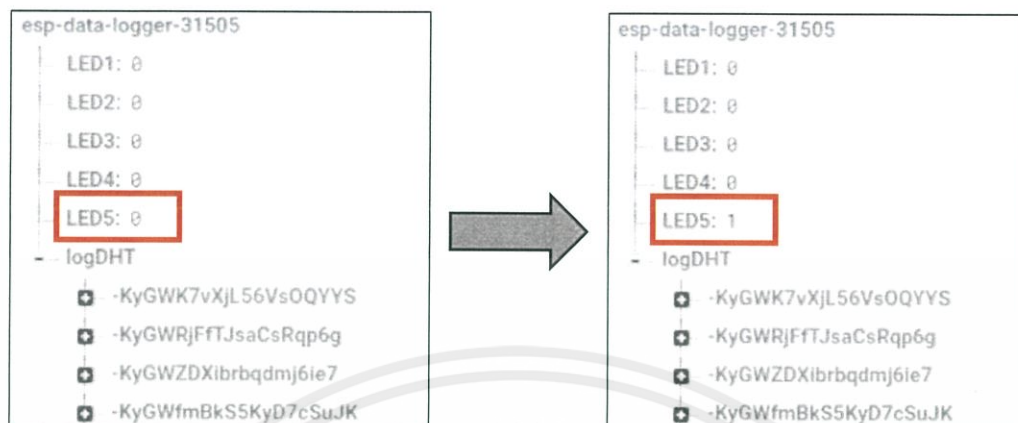 esp-data-logger-31505
LED1: 0
LED2: 0
LED3: 0
LED4: 0
LED5: 0
logDHT
-KyGWK7vXjL56VsOQYYS
-KyGWRjFfTJsaCsRqp6g
-KyGWZDXibrbqdmj6ie7
-KyGWfmBkS5KyD7cSuJK
esp-data-logger-31505
LED1: 0
LED2: 0
LED3: 0
LED4: 0
LED5: 1
logDHT
-KyGWK7vXjL56VsOQYYS
-KyGWRjFfTJsaCsRqp6g
-KyGWZDXibrbqdmj6ie7
-KyGWfmBkS5KyD7cSuJK